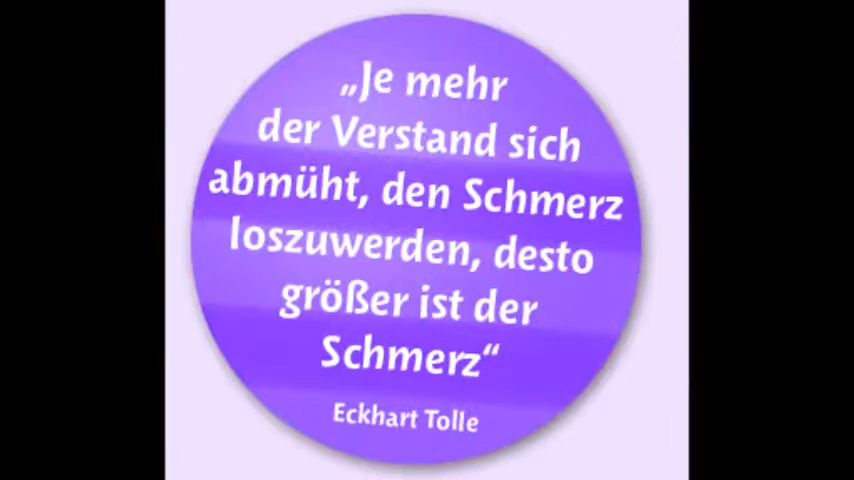 „Je mehr
der Verstand sich
abmüht, den Schmerz
loszuwerden, desto
größer ist der
Schmerz“
Eckhart Tolle